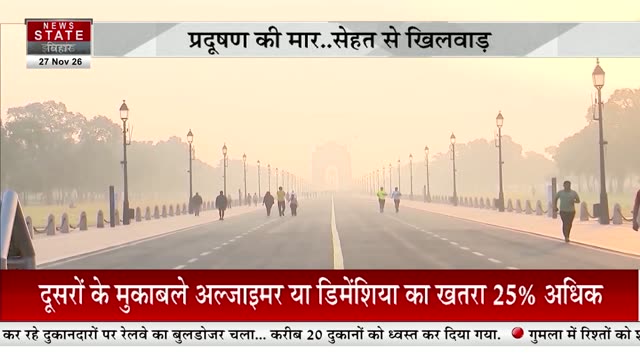 NEWS
STATE
बिहार
27 Nov 26
प्रदूषण की मार..सेहत से खिलवाड़
दूसरों के मुकाबले अल्जाइमर या डिमेंशिया का खतरा 25% अधिक
कर रहे दुकानदारों पर रेलवे का बुलडोजर चला... करीब 20 दुकानों को ध्वस्त कर दिया गया. गुमला में रिश्तों को